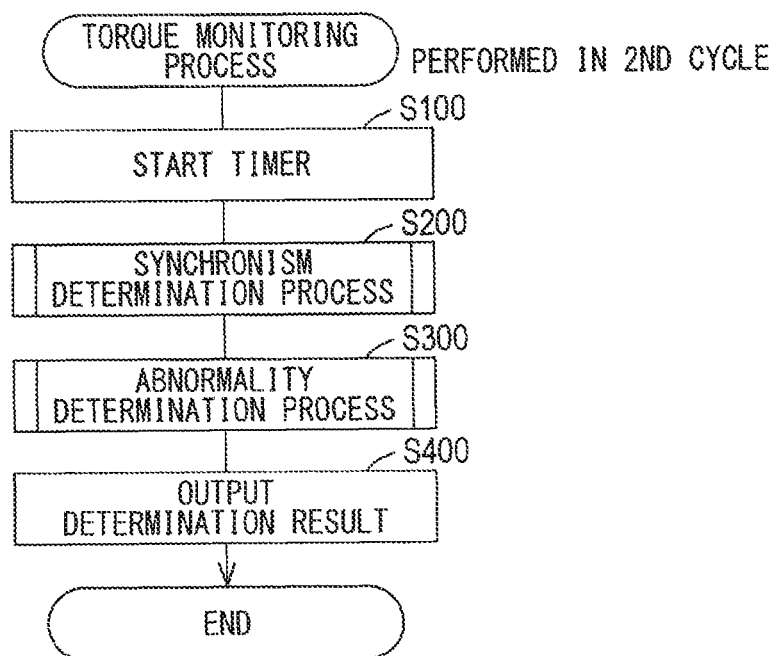 TORQUE MONITORING
PROCESS
PERFORMED IN 2ND CYCLE
S100
START TIMER
S200
SYNCHRONISM
DETERMINATION PROCESS
S300
ABNORMALITY
DETERMINATION PROCESS
S400
OUTPUT
DETERMINATION RESULT
END